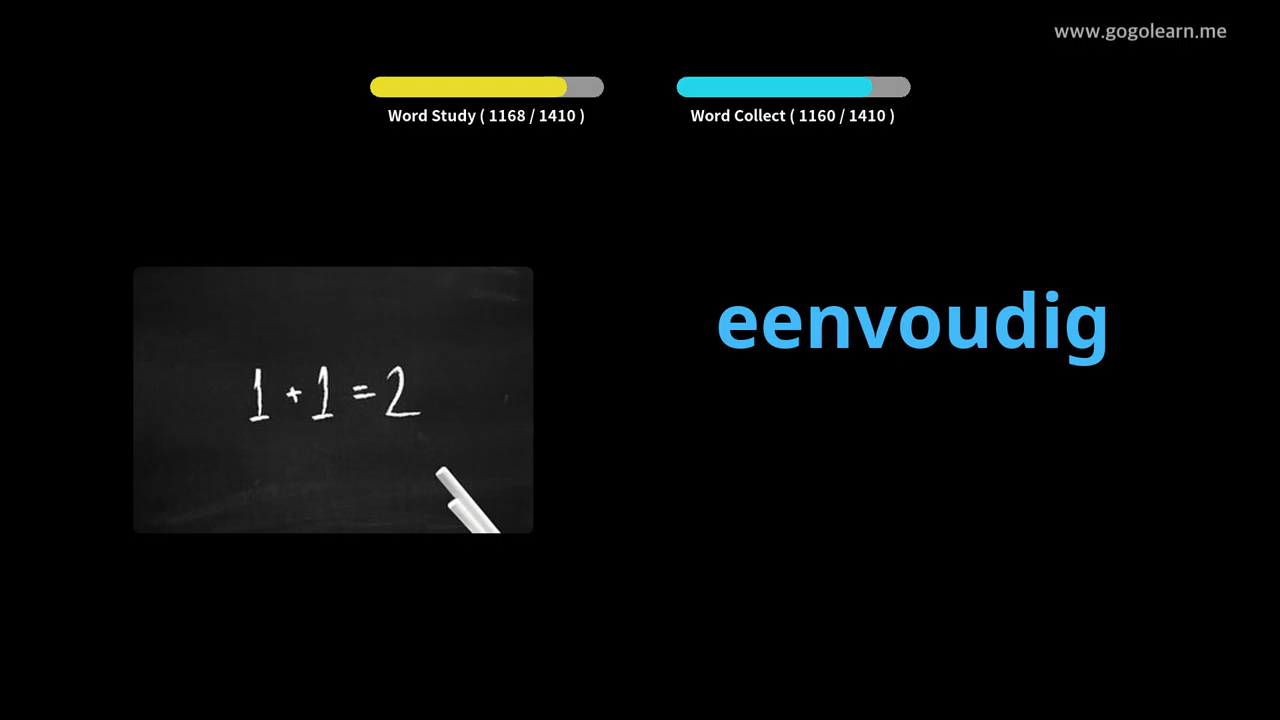 www.gogolearn.me
Word Study ( 1168 / 1410 )
Word Collect ( 1160 / 1410 )
eenvoudig
1 + 1 = 2